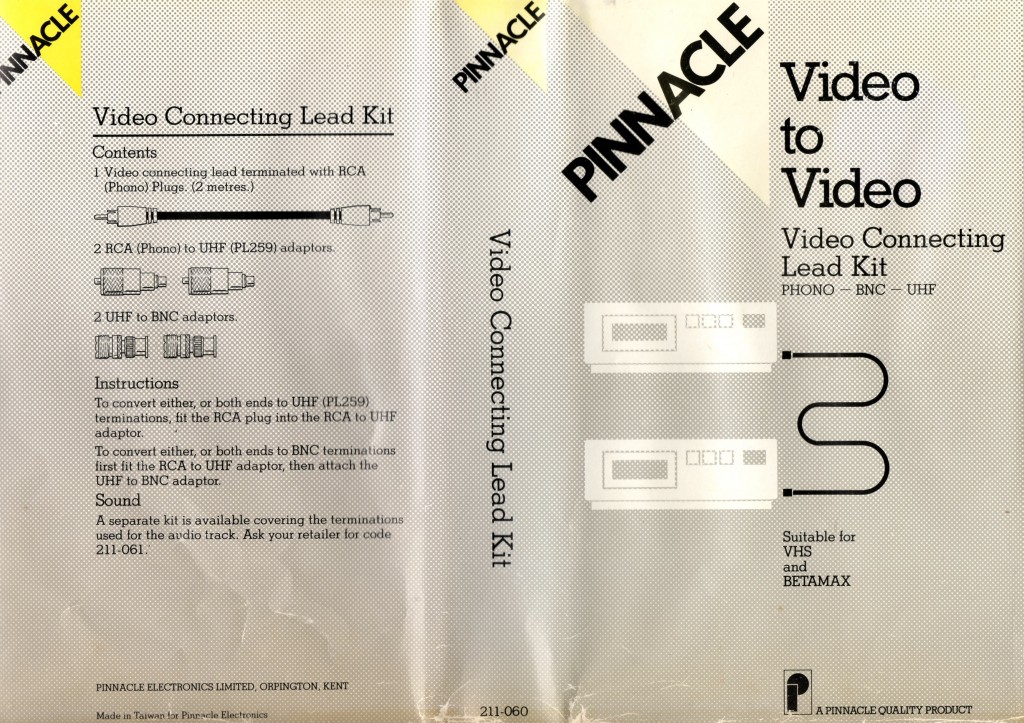 PINNACLE
Video Connecting Lead Kit
Contents
1 Video connecting lead terminated with RCA
(Phono) Plugs. (2 metres.)
2 RCA (Phono) to UHF (PL259) adaptors.
2 UHF to BNC adaptors.
Instructions
To convert either, or both ends to UHF (PL259)
terminations, fit the RCA plug into the RCA to UHF
adaptor.
To convert either, or both ends to BNC terminations
first fit the RCA to UHF adaptor, then attach the
UHF to BNC adaptor.
Sound
A separate kit is available covering the terminations
used for the audio track. Ask your retailer for code
211-061.
PINNACLE ELECTRONICS LIMITED, ORPINGTON, KENT
Made in Taiwan for Pinnacle Electronics
PINNACLE
Video Connecting Lead Kit
211-060
PINNACLE
Video
to
Video
Video Connecting
Lead Kit
PHONO — BNC — UHF
Suitable for
VHS
and
BETAMAX
A PINNACLE QUALITY PRODUCT